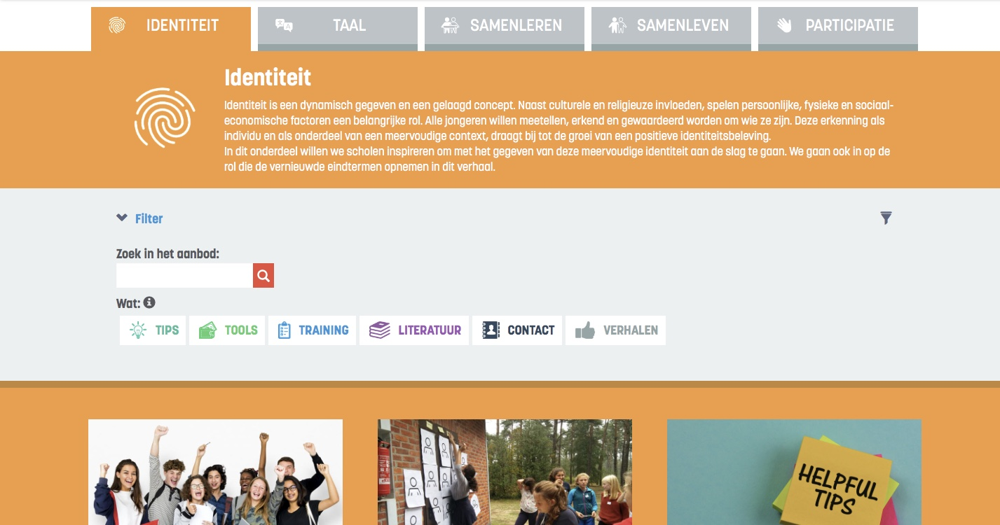 IDENTITEIT
TAAL
SAMENLEREN
SAMENLEVEN
PARTICIPATIE
Identiteit
Identiteit is een dynamisch gegeven en een gelaagd concept. Naast culturele en religieuze invloeden, spelen persoonlijke, fysieke en sociaal-
economische factoren een belangrijke rol. Alle jongeren willen meetellen, erkend en gewaardeerd worden om wie ze zijn. Deze erkenning als
individu en als onderdeel van een meervoudige context, draagt bij tot de groei van een positieve identiteitsbeleving.
In dit onderdeel willen we scholen inspireren om met het gegeven van deze meervoudige identiteit aan de slag te gaan. We gaan ook in op de
rol die de vernieuwde eindtermen opnemen in dit verhaal.
Filter
Zoek in het aanbod:
Wat:
TIPS
TOOLS
TRAINING
LITERATUUR
CONTACT
VERHALEN
HELPFUL
TIPS